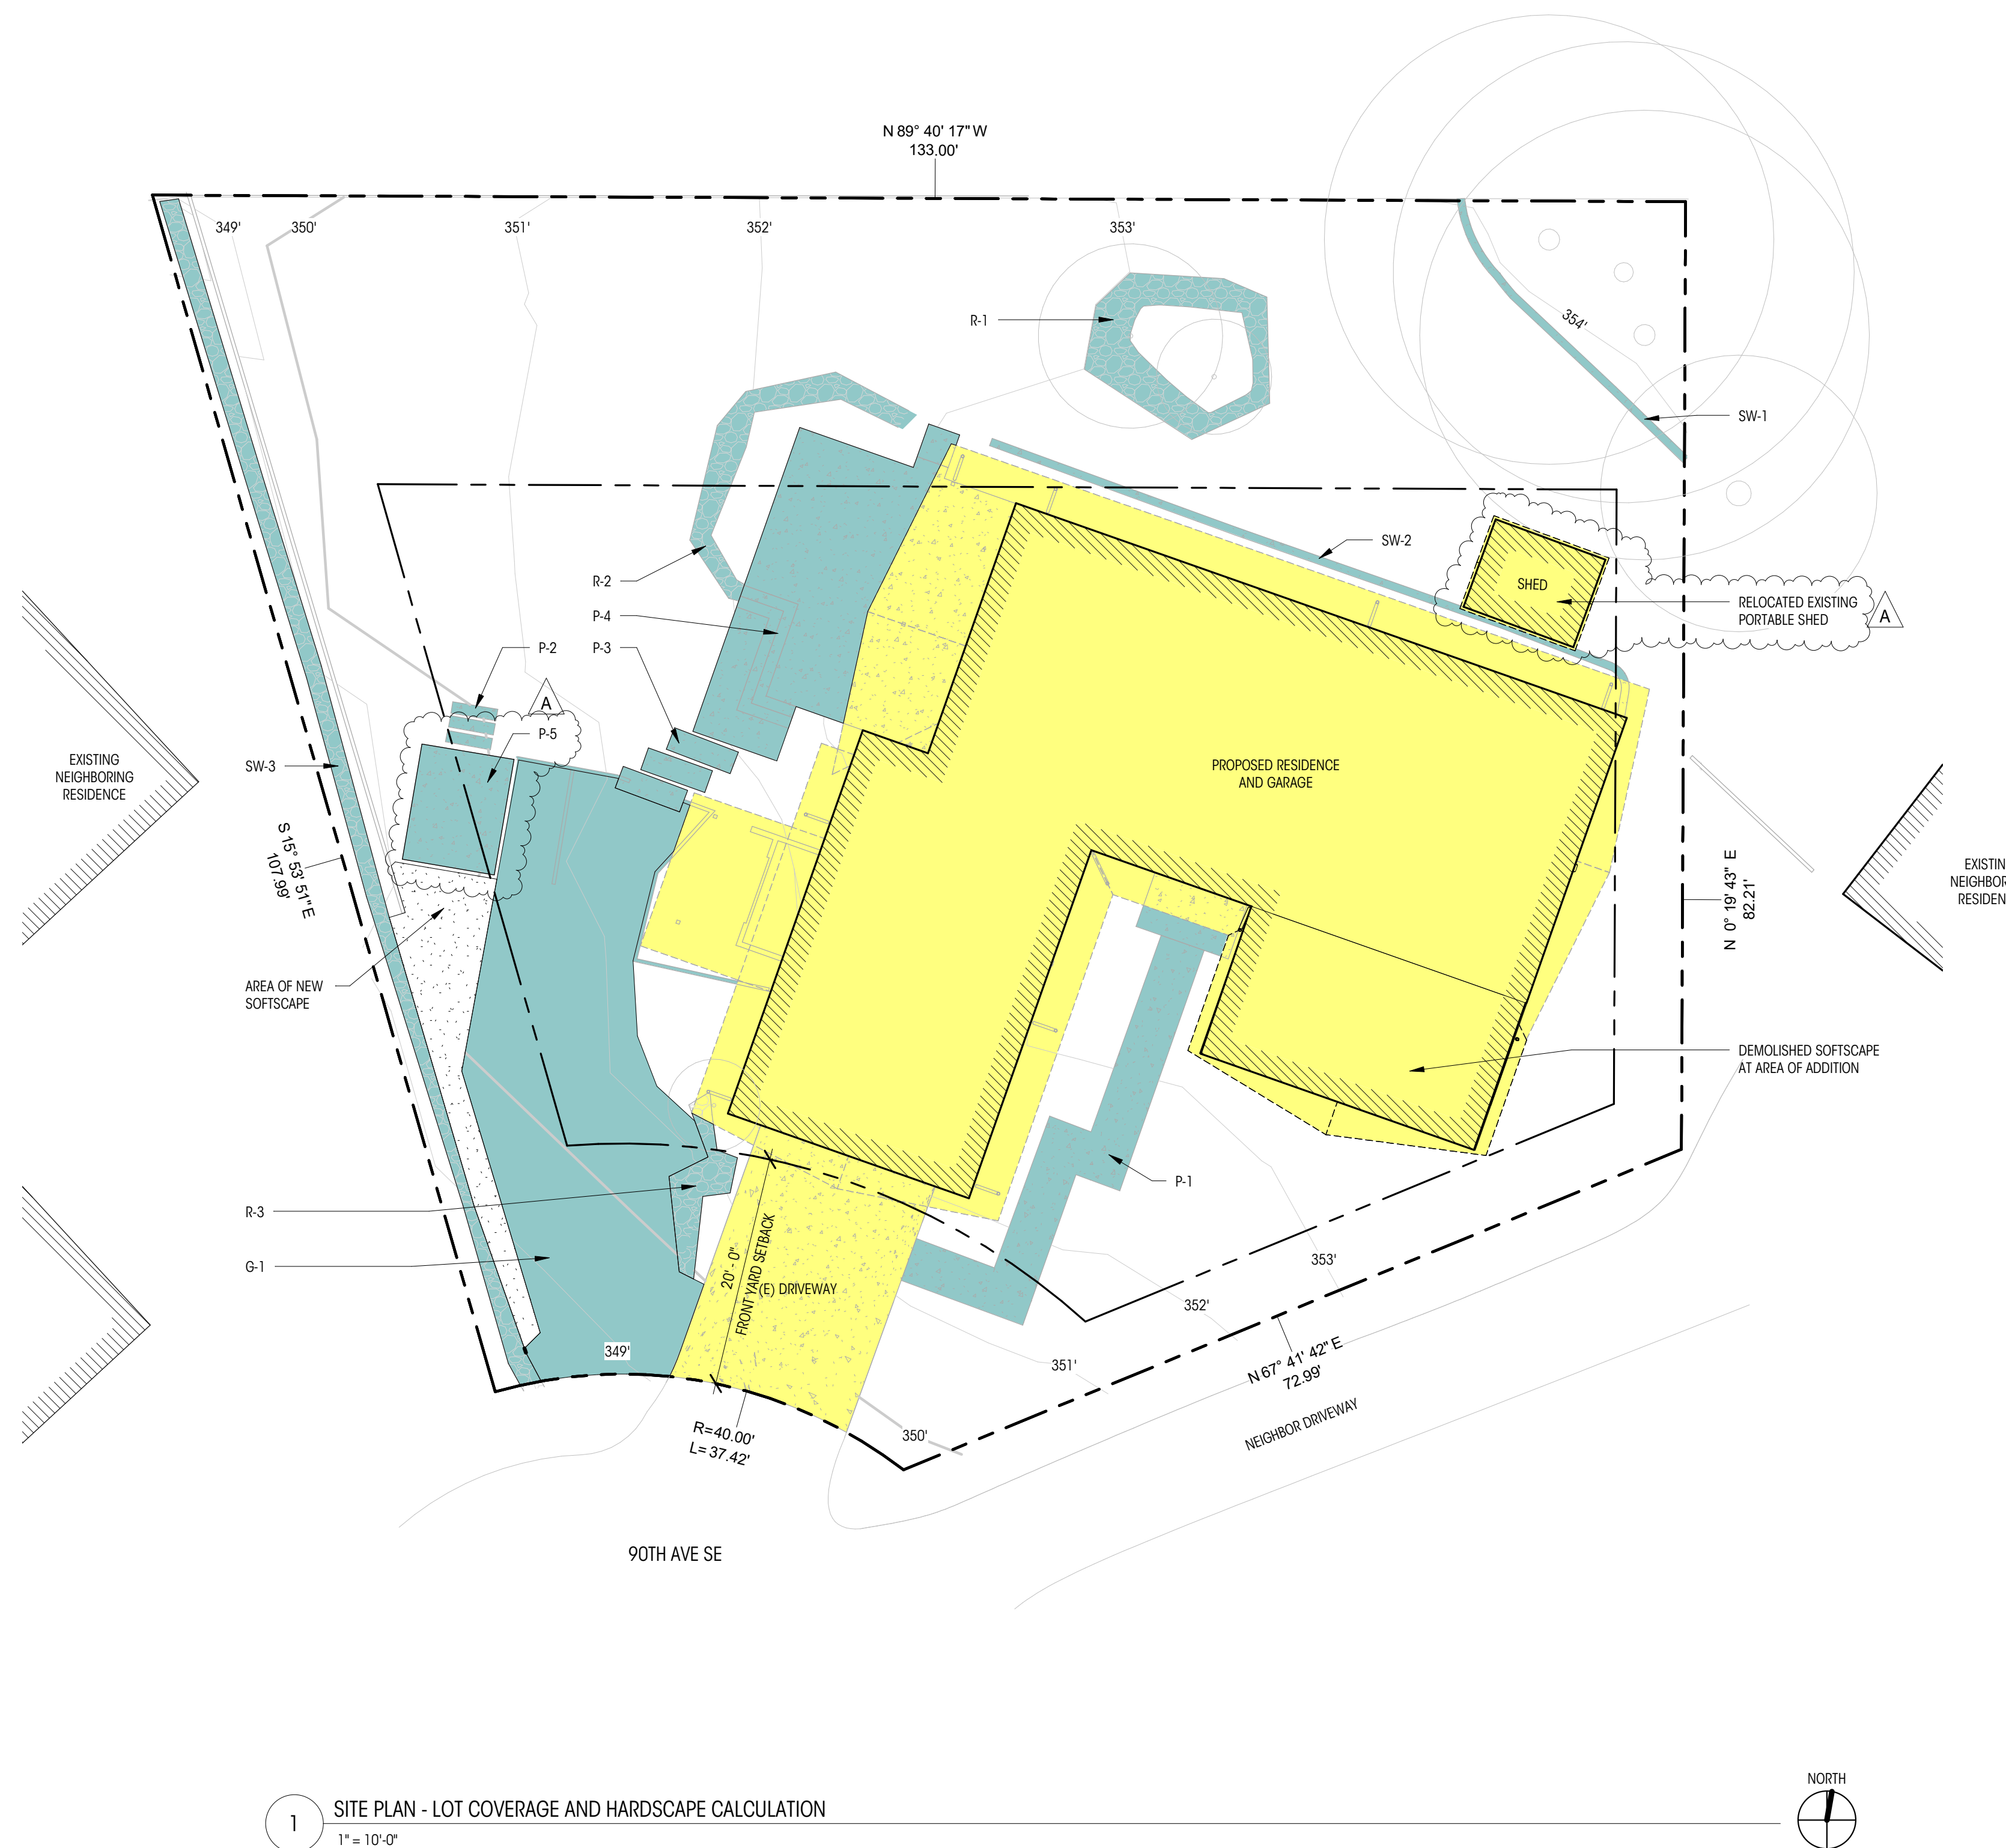 N 89° 40' 17" W
133.00'
349'
350'
351'
352'
353'
R-1
354'
SW-1
SW-2
R-2
SHED
P-4
RELOCATED EXISTING
PORTABLE SHED
A
P-2
P-3
A
P-5
EXISTING
NEIGHBORING
RESIDENCE
SW-3
PROPOSED RESIDENCE
AND GARAGE
S 15° 53' 51" E
107.99'
N 0° 19' 43" E
82.21'
EXISTIN
NEIGHBOR
RESIDEN
AREA OF NEW
SOFTSCAPE
DEMOLISHED SOFTSCAPE
AT AREA OF ADDITION
P-1
R-3
20' - 0"
FRONT YARD SETBACK
G-1
(E) DRIVEWAY
353'
352'
349'
351'
N 67° 41' 42" E
72.99'
R=40.00'
L= 37.42'
350'
NEIGHBOR DRIVEWAY
90TH AVE SE
NORTH
1
SITE PLAN - LOT COVERAGE AND HARDSCAPE CALCULATION
1" = 10'-0"